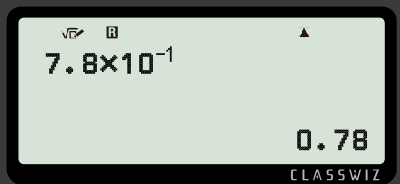 √□ R ▲
7.8×10⁻¹
0.78
CLASSWIZ